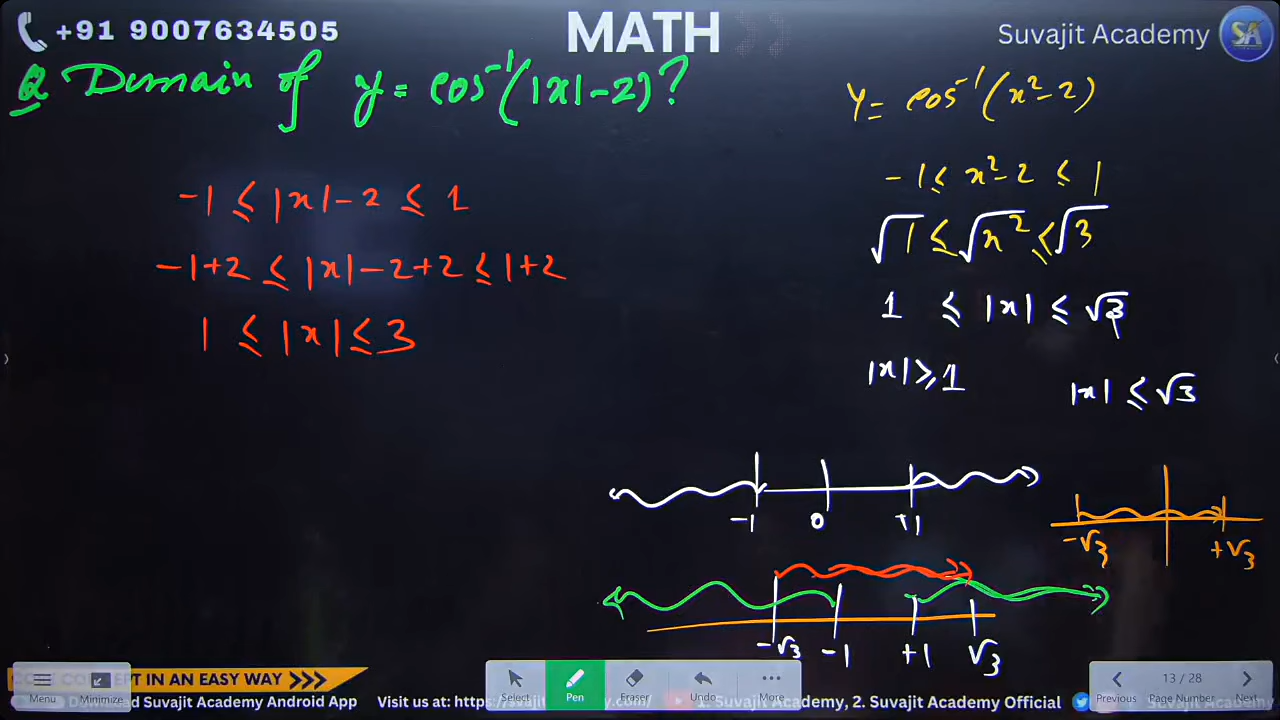 +91 9007634505
MATH
Suvajit Academy
SA
Q Domain of y = cos⁻¹(|x|-2)?
-1 ≤ |x|-2 ≤ 1
-1+2 ≤ |x|-2+2 ≤ 1+2
1 ≤ |x| ≤ 3
Y = cos⁻¹(x²-2)
-1 ≤ x²-2 ≤ 1
√1 ≤ √x² ≤ √3
1 ≤ |x| ≤ √3
|x| ≥ 1 |x| ≤ √3
-1 0 +1
-√3 +√3
-√3 -1 +1 √3
Menu Minimize
EPT IN AN EASY WAY
Select Pen Eraser Undo More
13 / 28
Previous Page Number Next
Suvajit Academy Android App
Visit us at: https://
1. Suvajit Academy, 2. Suvajit Academy Official